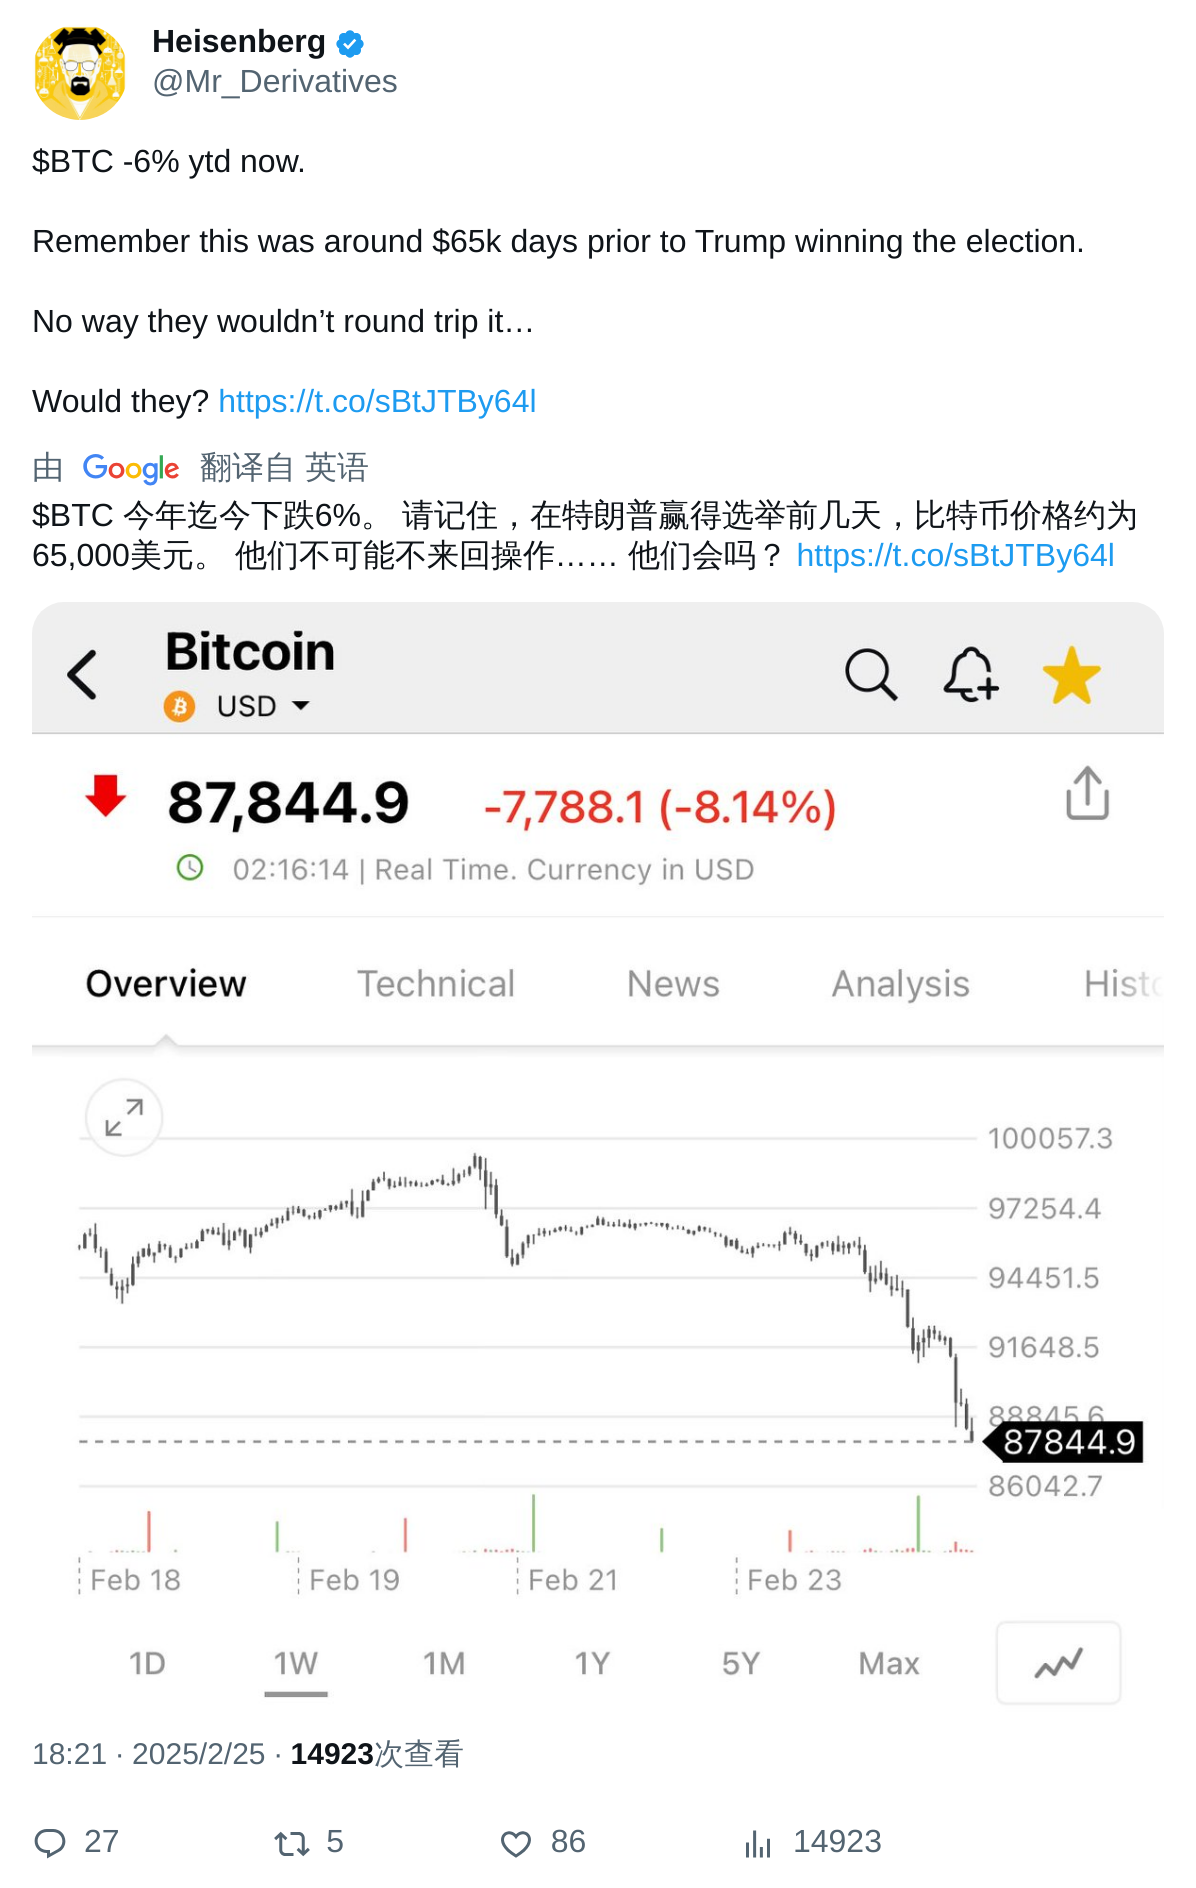 Heisenberg
@Mr_Derivatives
$BTC -6% ytd now.
Remember this was around $65k days prior to Trump winning the election.
No way they wouldn’t round trip it…
Would they? https://t.co/sBtJTBy64l
由 Google 翻译自 英语
$BTC 今年迄今下跌6%。 请记住，在特朗普赢得选举前几天，比特币价格约为
65,000美元。 他们不可能不来回操作…… 他们会吗？ https://t.co/sBtJTBy64l
Bitcoin
USD
87,844.9 -7,788.1 (-8.14%)
02:16:14 | Real Time. Currency in USD
Overview Technical News Analysis Histo
100057.3
97254.4
94451.5
91648.5
88845.6
87844.9
86042.7
Feb 18 Feb 19 Feb 21 Feb 23
1D 1W 1M 1Y 5Y Max
18:21 · 2025/2/25 · 14923次查看
27 5 86 14923